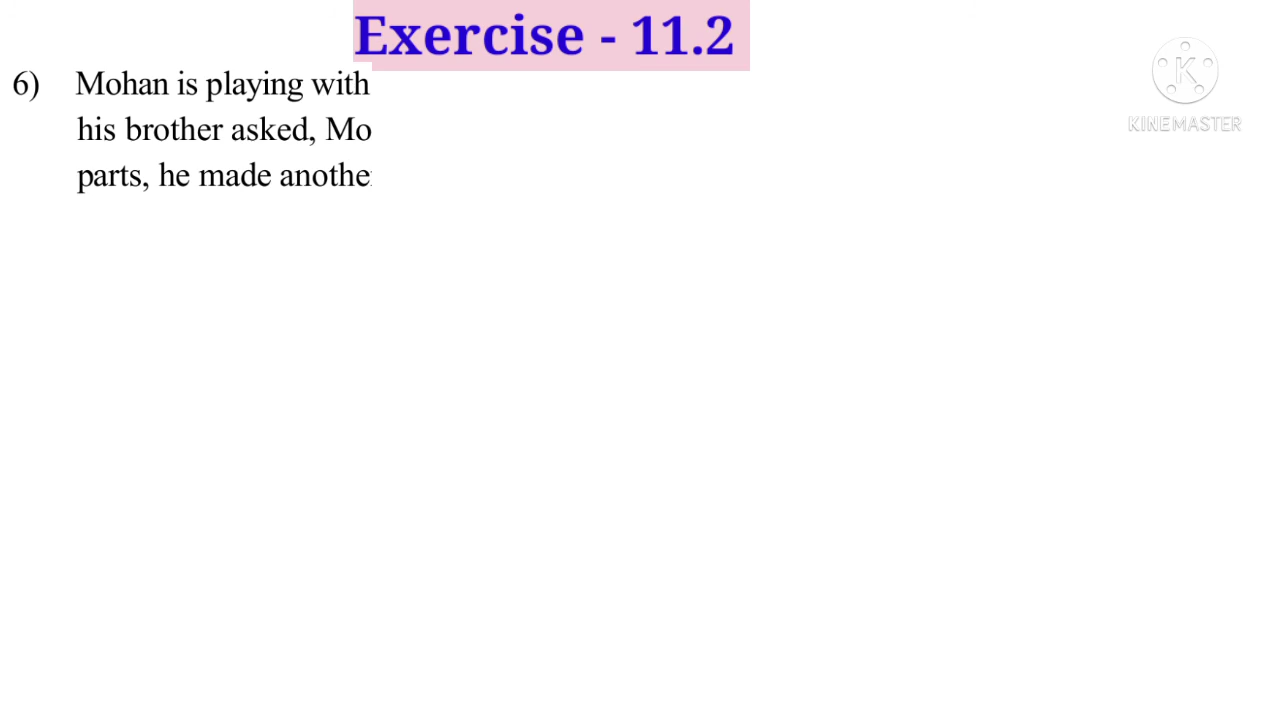 Exercise - 11.2
6) Mohan is playing with
his brother asked, Mo
parts, he made anothe
KINEMASTER